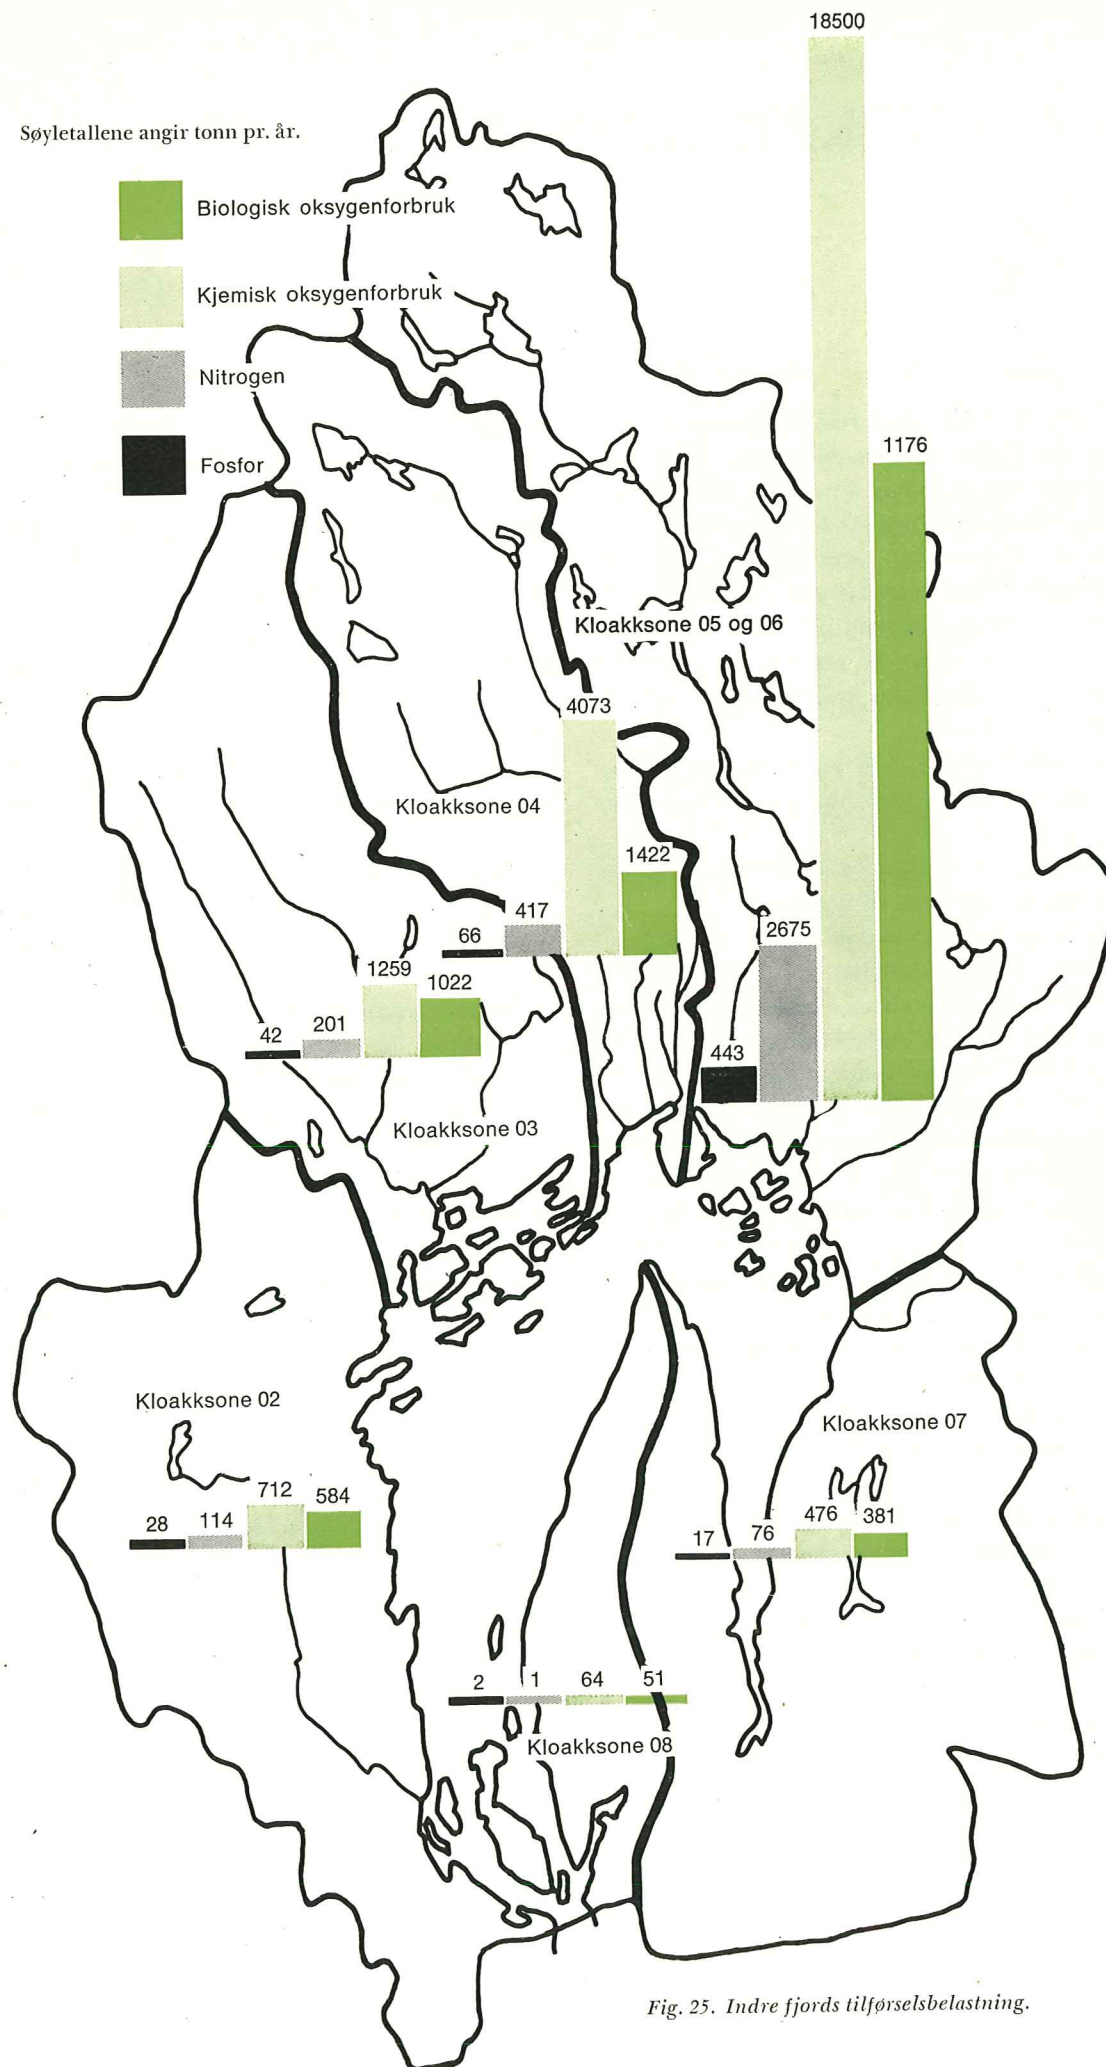 18500
Søyletallene angir tonn pr. år.
Biologisk oksygenforbruk
Kjemisk oksygenforbruk
Nitrogen
Fosfor
1176
Kloakksone 05 og 06
4073
Kloakksone 04
1422
417
66
2675
1259
1022
201
42
443
Kloakksone 03
Kloakksone 02
Kloakksone 07
712
584
114
28
476
381
76
17
2
1
64
51
Kloakksone 08
Fig. 25. Indre fjords tilførselsbelastning.